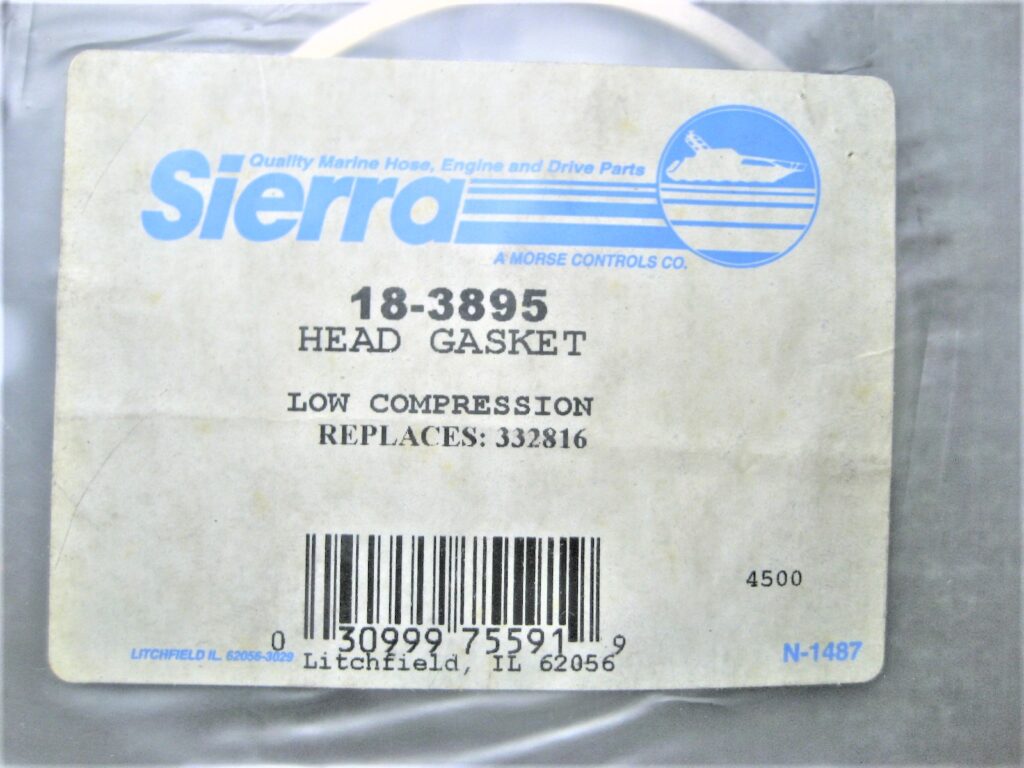 Quality Marine Hose, Engine and Drive Parts
Sierra
A MORSE CONTROLS CO.
18-3895
HEAD GASKET
LOW COMPRESSION
REPLACES: 332816
4500
0 30999 75591 9
LITCHFIELD IL. 62056-3029
Litchfield, IL 62056
N-1487